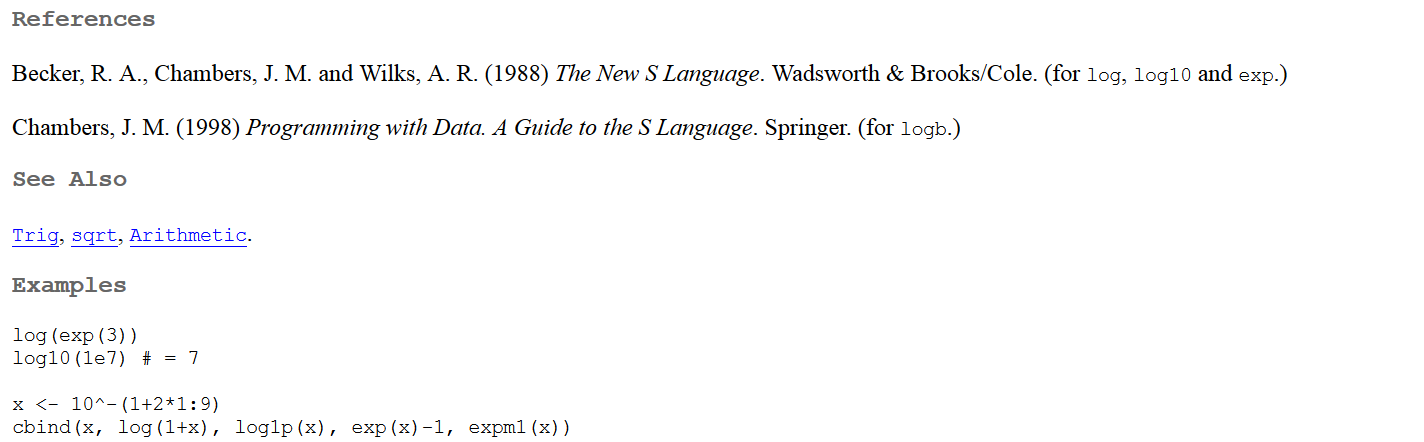 References
Becker, R. A., Chambers, J. M. and Wilks, A. R. (1988) The New S Language. Wadsworth & Brooks/Cole. (for log, log10 and exp.)
Chambers, J. M. (1998) Programming with Data. A Guide to the S Language. Springer. (for logb.)
See Also
Trig, sqrt, Arithmetic.
Examples
log(exp(3))
log10(1e7) # = 7
x <- 10^-(1+2*1:9)
cbind(x, log(1+x), log1p(x), exp(x)-1, expm1(x))